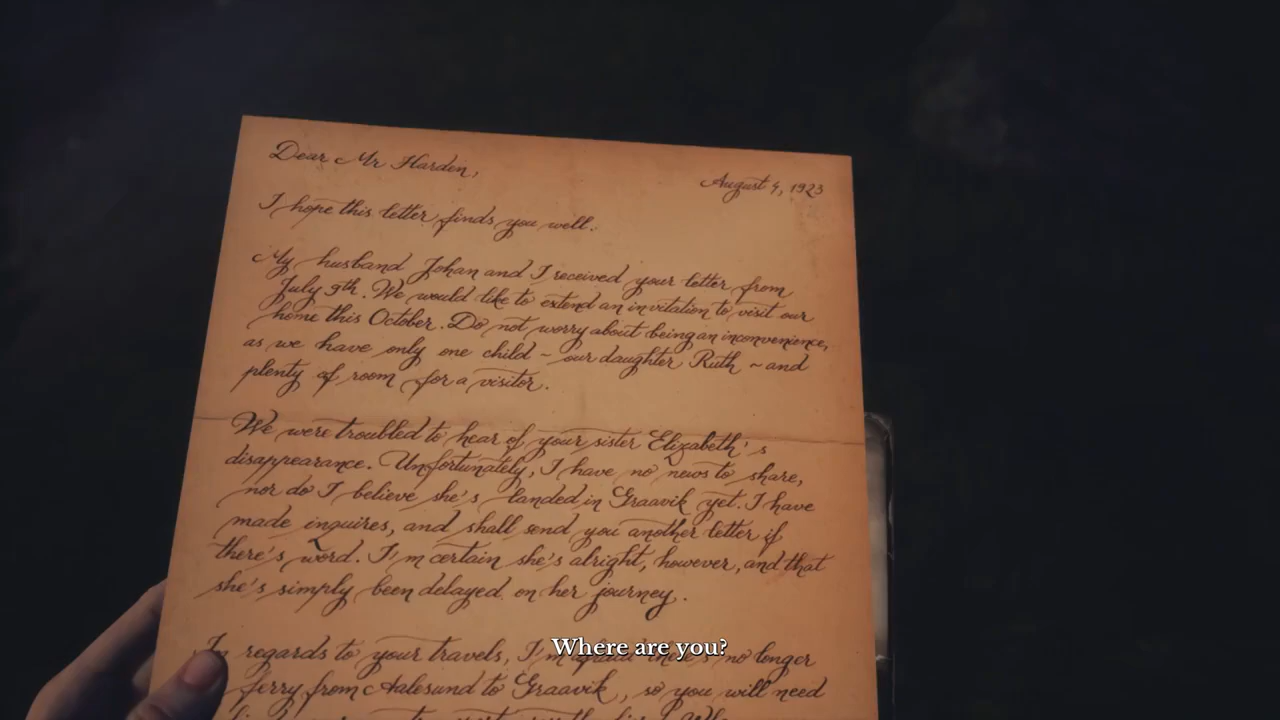 Dear Mr Harden,
August 4, 1923
I hope this letter finds you well.
My husband Johan and I received your letter from
July 9th. We would like to extend an invitation to visit our
home this October. Do not worry about being an inconvenience,
as we have only one child ~ our daughter Ruth ~ and
plenty of room for a visitor.
We were troubled to hear of your sister Elizabeth's
disappearance. Unfortunately, I have no news to share,
nor do I believe she's landed in Graavik yet. I have
made inquires, and shall send you another letter if
there's word. I'm certain she's alright, however, and that
she's simply been delayed on her journey.
In regards to your travels, I'm afraid there's no longer
ferry from Aalesund to Graavik, so you will need
Where are you?